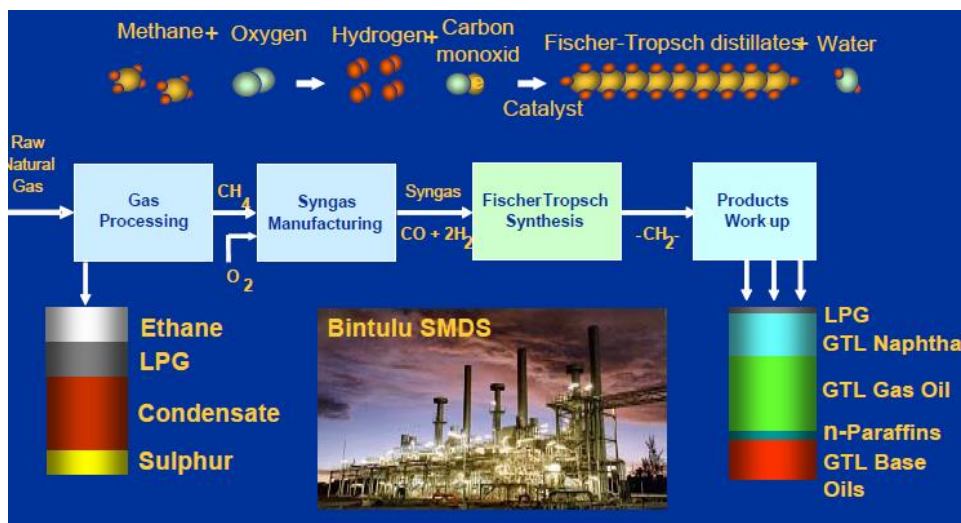 Methane + Oxygen
Hydrogen + Carbon
monoxid
Fischer-Tropsch distillates + Water
Catalyst
Raw
Natural
Gas
Gas
Processing
CH4
O2
Syngas
Manufacturing
Syngas
CO + 2H2
FischerTropsch
Synthesis
-CH2-
Products
Work up
Ethane
LPG
Condensate
Sulphur
Bintulu SMDS
LPG
GTL Naphtha
GTL Gas Oil
n-Paraffins
GTL Base
Oils